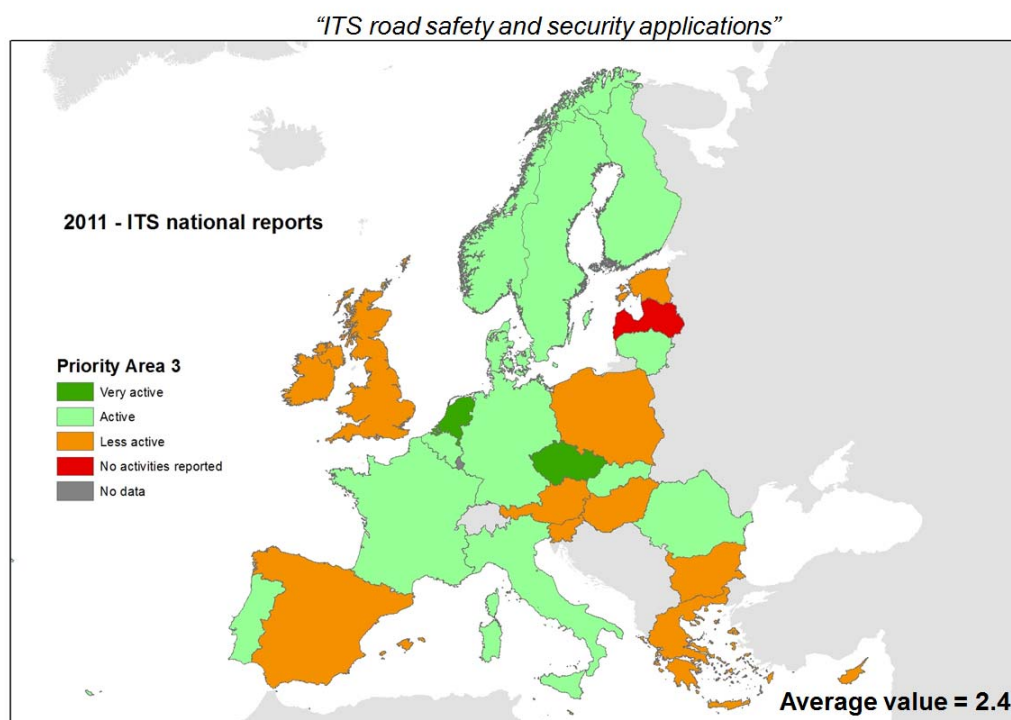 “ITS road safety and security applications”
2011 - ITS national reports
Priority Area 3
Very active
Active
Less active
No activities reported
No data
Average value = 2.4